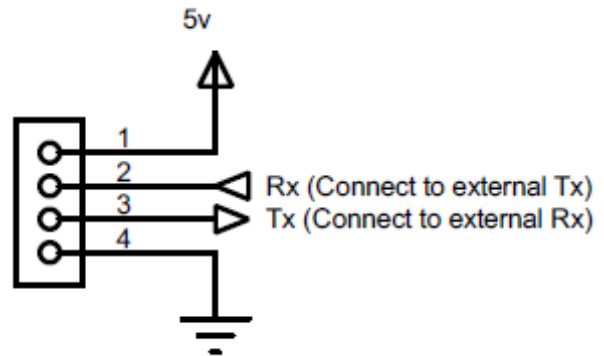 5v
1
2
Rx (Connect to external Tx)
3
Tx (Connect to external Rx)
4